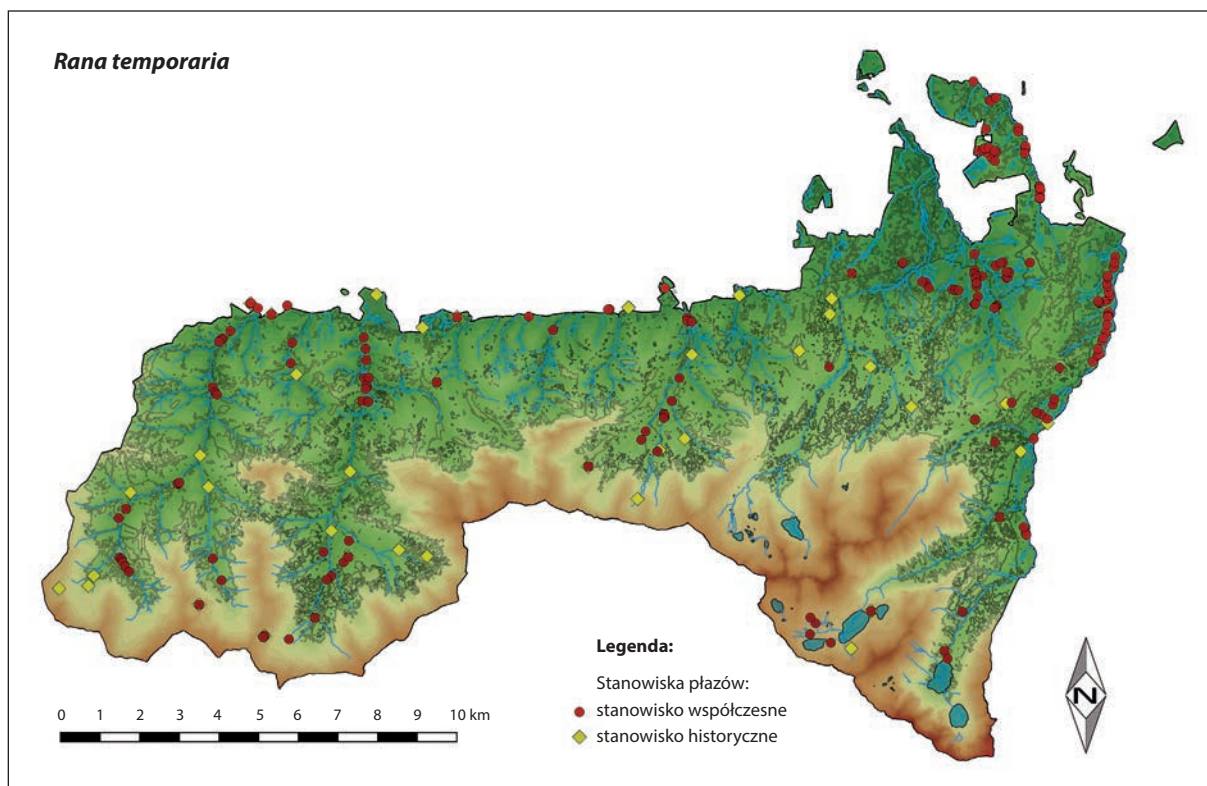 Rana temporaria
Legenda:
Stanowiska płazów:
stanowisko współczesne
stanowisko historyczne
0 1 2 3 4 5 6 7 8 9 10 km
N